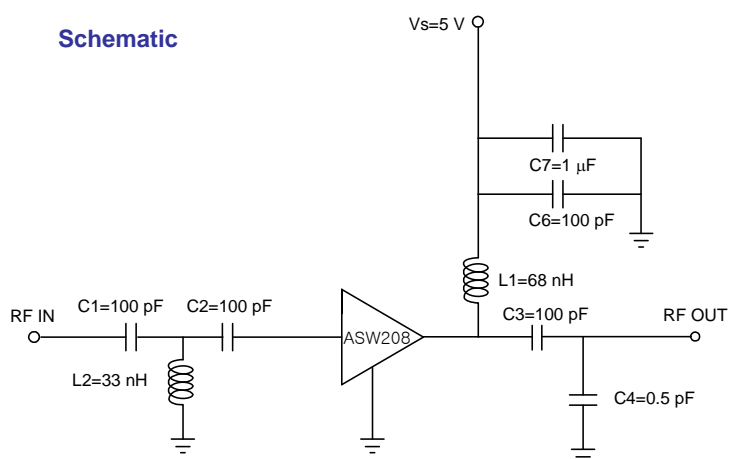 Schematic
Vs=5 V
C7=1 μF
C6=100 pF
L1=68 nH
C1=100 pF
C2=100 pF
C3=100 pF
RF IN
RF OUT
ASW208
L2=33 nH
C4=0.5 pF